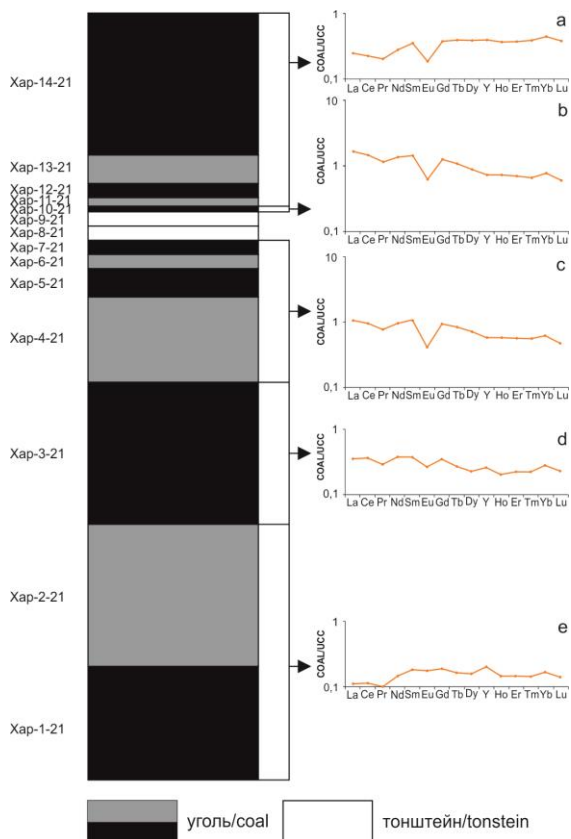 Хар-14-21
Хар-13-21
Хар-12-21
Хар-11-21
Хар-10-21
Хар-9-21
Хар-8-21
Хар-7-21
Хар-6-21
Хар-5-21
Хар-4-21
Хар-3-21
Хар-2-21
Хар-1-21
a
COAL/UCC
1
0,1
La Ce Pr Nd Sm Eu Gd Tb Dy Y Ho Er Tm Yb Lu
b
COAL/UCC
10
1
0,1
La Ce Pr Nd Sm Eu Gd Tb Dy Y Ho Er Tm Yb Lu
c
COAL/UCC
10
1
0,1
La Ce Pr Nd Sm Eu Gd Tb Dy Y Ho Er Tm Yb Lu
d
COAL/UCC
1
0,1
La Ce Pr Nd Sm Eu Gd Tb Dy Y Ho Er Tm Yb Lu
e
COAL/UCC
1
0,1
La Ce Pr Nd Sm Eu Gd Tb Dy Y Ho Er Tm Yb Lu
уголь/coal
тонштейн/tonstein